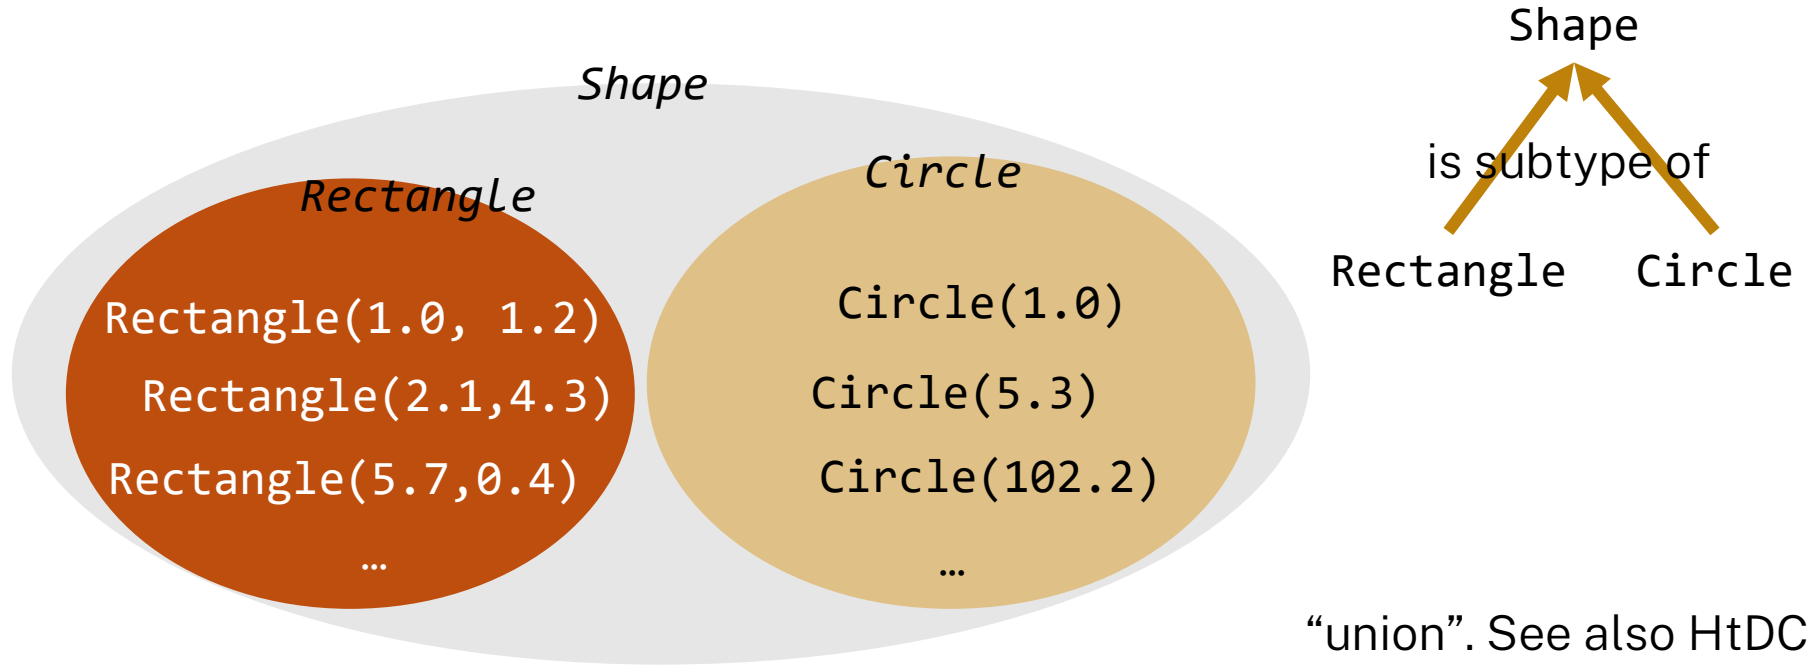 Shape
Rectangle
Rectangle(1.0, 1.2)
Rectangle(2.1,4.3)
Rectangle(5.7,0.4)
…
Circle
Circle(1.0)
Circle(5.3)
Circle(102.2)
…
Shape
is subtype of
Rectangle Circle
“union”. See also HtDC